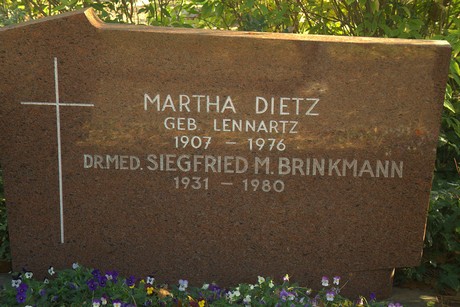 MARTHA DIETZ
GEB. LENNARTZ
1907 - 1976
DR.MED. SIEGFRIED M. BRINKMANN
1931 - 1980